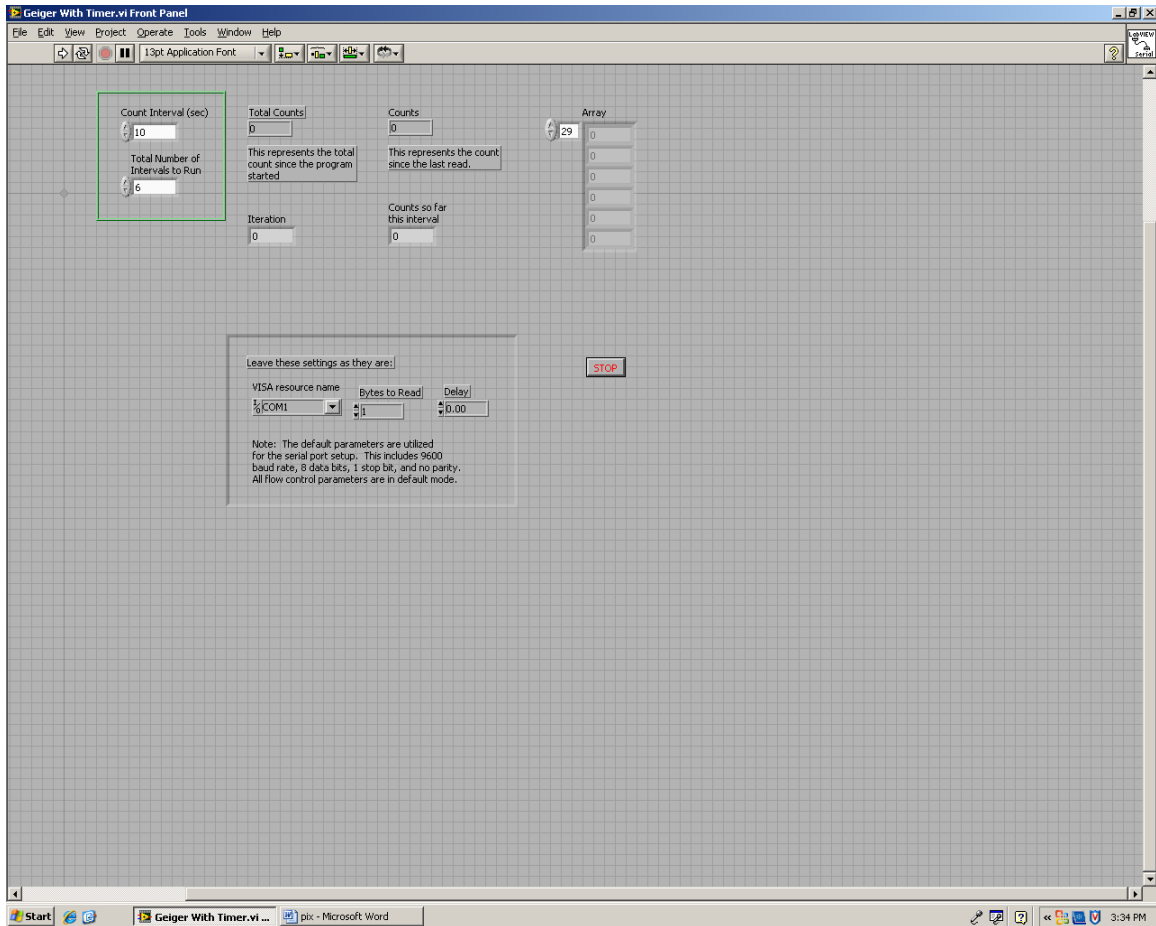 Geiger With Timer.vi Front Panel
File Edit View Project Operate Tools Window Help
13pt Application Font
LabVIEW
Serial
Count Interval (sec)
10
Total Number of
Intervals to Run
6
Total Counts
0
This represents the total
count since the program
started
Iteration
0
Counts
0
This represents the count
since the last read.
Counts so far
this interval
0
Array
29
0
0
0
0
0
0
Leave these settings as they are:
VISA resource name
COM1
Bytes to Read
1
Delay
0.00
Note: The default parameters are utilized
for the serial port setup. This includes 9600
baud rate, 8 data bits, 1 stop bit, and no parity.
All flow control parameters are in default mode.
STOP
Start
Geiger With Timer.vi ...
pix - Microsoft Word
3:34 PM